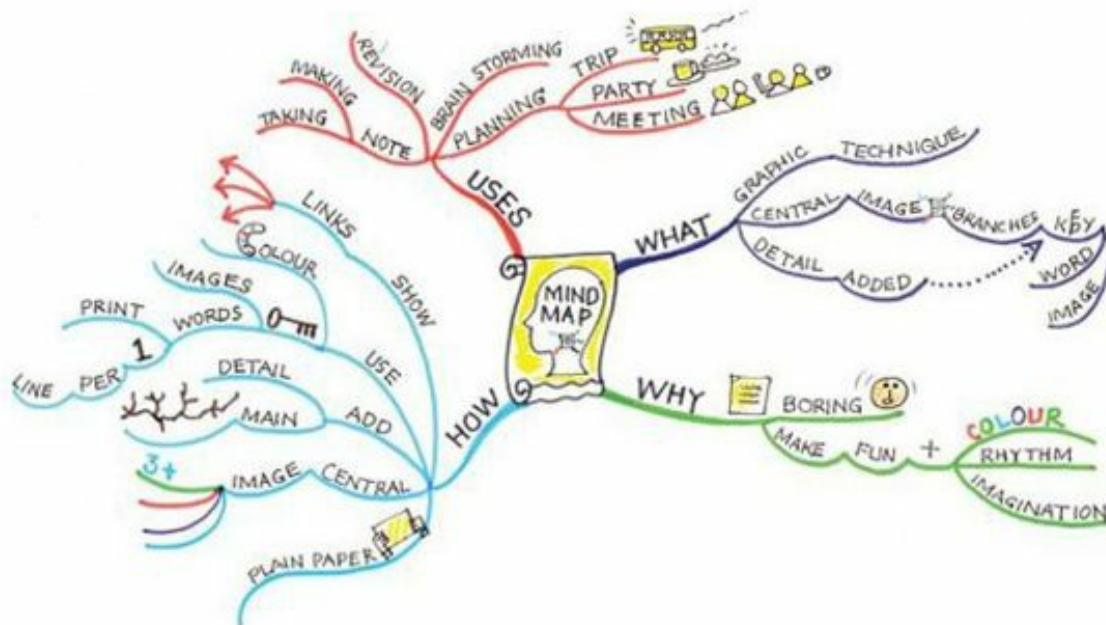 MIND
MAP
USES
NOTE
MAKING
TAKING
REVISION
BRAIN STORMING
PLANNING
TRIP
PARTY
MEETING
WHAT
GRAPHIC TECHNIQUE
CENTRAL IMAGE BRANCHES KEY
WORD
IMAGE
DETAIL ADDED
WHY
BORING
MAKE FUN +
COLOUR
RHYTHM
IMAGINATION
HOW
SHOW
LINKS
USE
COLOUR
IMAGES
WORDS
PRINT
1
PER
LINE
ADD
DETAIL
MAIN
CENTRAL
IMAGE
3+
PLAIN PAPER